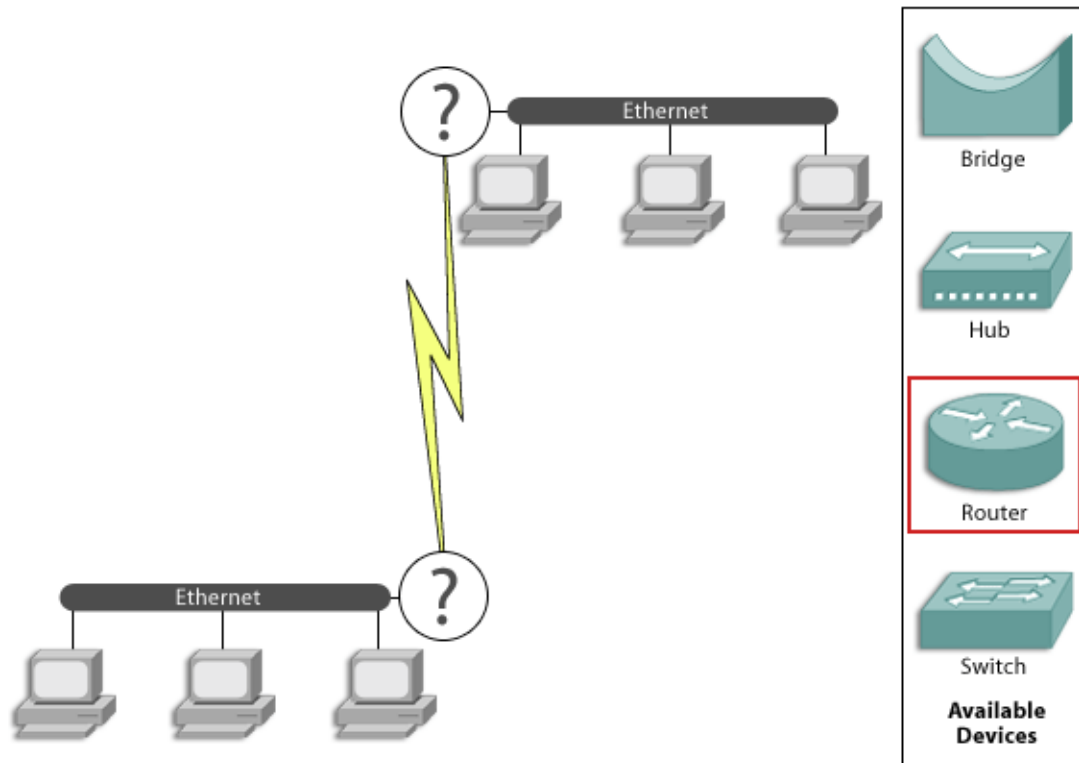 ?
Ethernet
?
Ethernet
Bridge
Hub
Router
Switch
Available
Devices